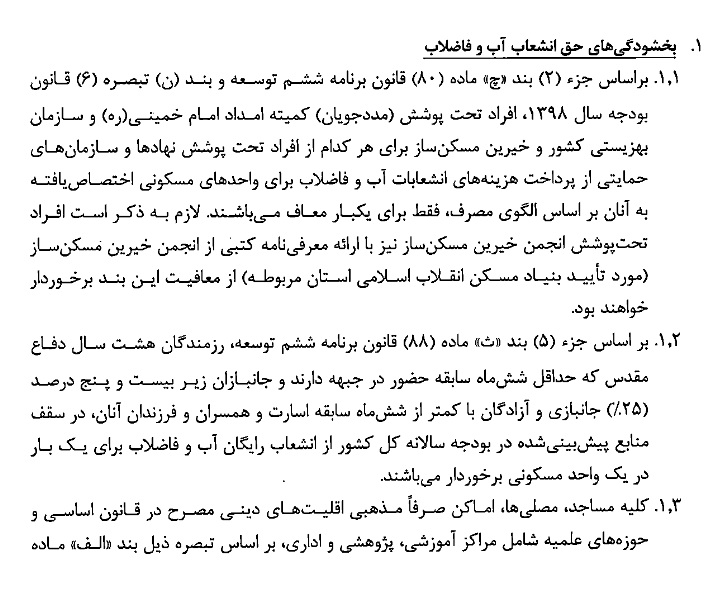 ۱. بخشودگی‌های حق انشعاب آب و فاضلاب
۱,۱. براساس جزء (۲) بند «چ» ماده (۸۰) قانون برنامه ششم توسعه و بند (ن) تبصره (۶) قانون
بودجه سال ۱۳۹۸، افراد تحت پوشش (مددجویان) کمیته امداد امام خمینی(ره) و سازمان
بهزیستی کشور و خیرین مسکن‌ساز برای هر کدام از افراد تحت پوشش نهادها و سازمان‌های
حمایتی از پرداخت هزینه‌های انشعابات آب و فاضلاب برای واحدهای مسکونی اختصاص‌یافته
به آنان بر اساس الگوی مصرف، فقط برای یکبار معاف می‌باشند. لازم به ذکر است افراد
تحت‌پوشش انجمن خیرین مسکن‌ساز نیز با ارائه معرفی‌نامه کتبی از انجمن خیرین مسکن‌ساز
(مورد تأیید بنیاد مسکن انقلاب اسلامی استان مربوطه) از معافیت این بند برخوردار
خواهند بود.
۱,۲. بر اساس جزء (۵) بند «ث» ماده (۸۸) قانون برنامه ششم توسعه، رزمندگان هشت سال دفاع
مقدس که حداقل شش‌ماه سابقه حضور در جبهه دارند و جانبازان زیر بیست و پنج درصد
(۲۵٪) جانبازی و آزادگان با کمتر از شش‌ماه سابقه اسارت و همسران و فرزندان آنان، در سقف
منابع پیش‌بینی‌شده در بودجه سالانه کل کشور از انشعاب رایگان آب و فاضلاب برای یک بار
در یک واحد مسکونی برخوردار می‌باشند.
۱,۳. کلیه مساجد، مصلی‌ها، اماکن صرفاً مذهبی اقلیت‌های دینی مصرح در قانون اساسی و
حوزه‌های علمیه شامل مراکز آموزشی، پژوهشی و اداری، بر اساس تبصره ذیل بند «الف» ماده